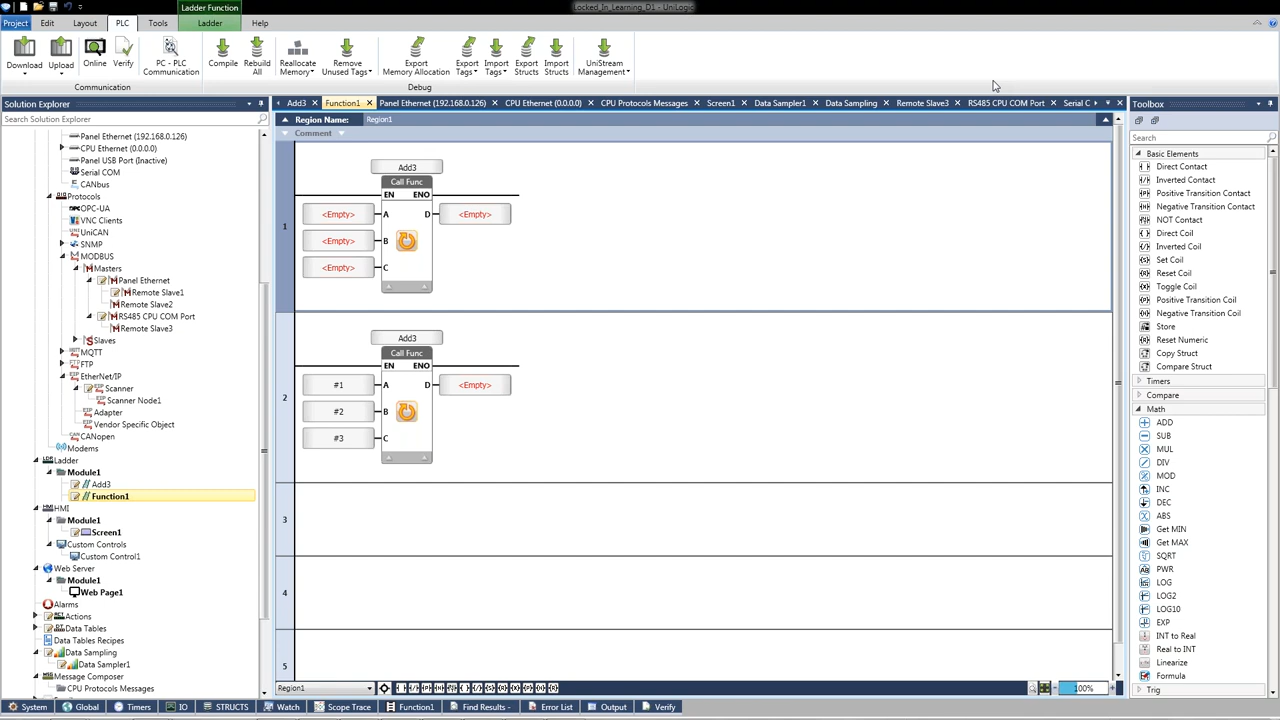 Ladder Function
Locked_In_Learning_D1 - UniLogic
Project Edit Layout PLC Tools Ladder Help
Download Upload Online Verify PC - PLC Communication Compile Rebuild All Reallocate Memory Remove Unused Tags Export Memory Allocation Export Tags Import Tags Export Structs Import Structs UniStream Management
Communication Debug
Solution Explorer
Add3 Function1 Panel Ethernet (192.168.0.126) CPU Ethernet (0.0.0.0) CPU Protocols Messages Screen1 Data Sampler1 Data Sampling Remote Slave3 RS485 CPU COM Port Serial C
Toolbox
Search Solution Explorer
Panel Ethernet (192.168.0.126)
CPU Ethernet (0.0.0.0)
Panel USB Port (Inactive)
Serial COM
CANbus
Protocols
OPC-UA
VNC Clients
UniCAN
SNMP
MODBUS
Masters
Panel Ethernet
Remote Slave1
Remote Slave2
RS485 CPU COM Port
Remote Slave3
Slaves
MQTT
FTP
EtherNet/IP
Scanner
Scanner Node1
Adapter
Vendor Specific Object
CANopen
Modems
Ladder
Module1
Add3
Function1
HMI
Module1
Screen1
Custom Controls
Custom Control1
Web Server
Module1
Web Page1
Alarms
Actions
Data Tables
Data Tables Recipes
Data Sampling
Data Sampler1
Message Composer
CPU Protocols Messages
Region Name: Region1
Comment
1
Add3
Call Func
EN ENO
<Empty> A D <Empty>
<Empty> B
<Empty> C
2
Add3
Call Func
EN ENO
#1 A D <Empty>
#2 B
#3 C
3
4
5
Region1
100%
Search
Basic Elements
Direct Contact
Inverted Contact
Positive Transition Contact
Negative Transition Contact
NOT Contact
Direct Coil
Inverted Coil
Set Coil
Reset Coil
Toggle Coil
Positive Transition Coil
Negative Transition Coil
Store
Reset Numeric
Copy Struct
Compare Struct
Timers
Compare
Math
ADD
SUB
MUL
DIV
MOD
INC
DEC
ABS
Get MIN
Get MAX
SQRT
PWR
LOG
LOG2
LOG10
EXP
INT to Real
Real to INT
Linearize
Formula
Trig
System Global Timers IO STRUCTS Watch Scope Trace Function1 Find Results - Error List Output Verify